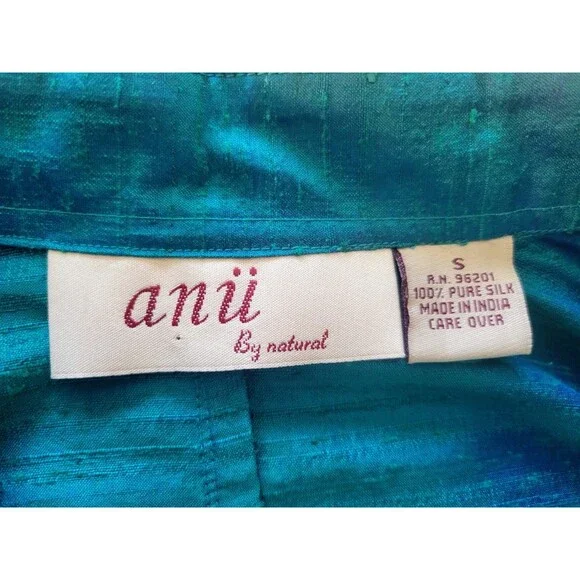 anü
By natural
S
R.N. 96201
100% PURE SILK
MADE IN INDIA
CARE OVER